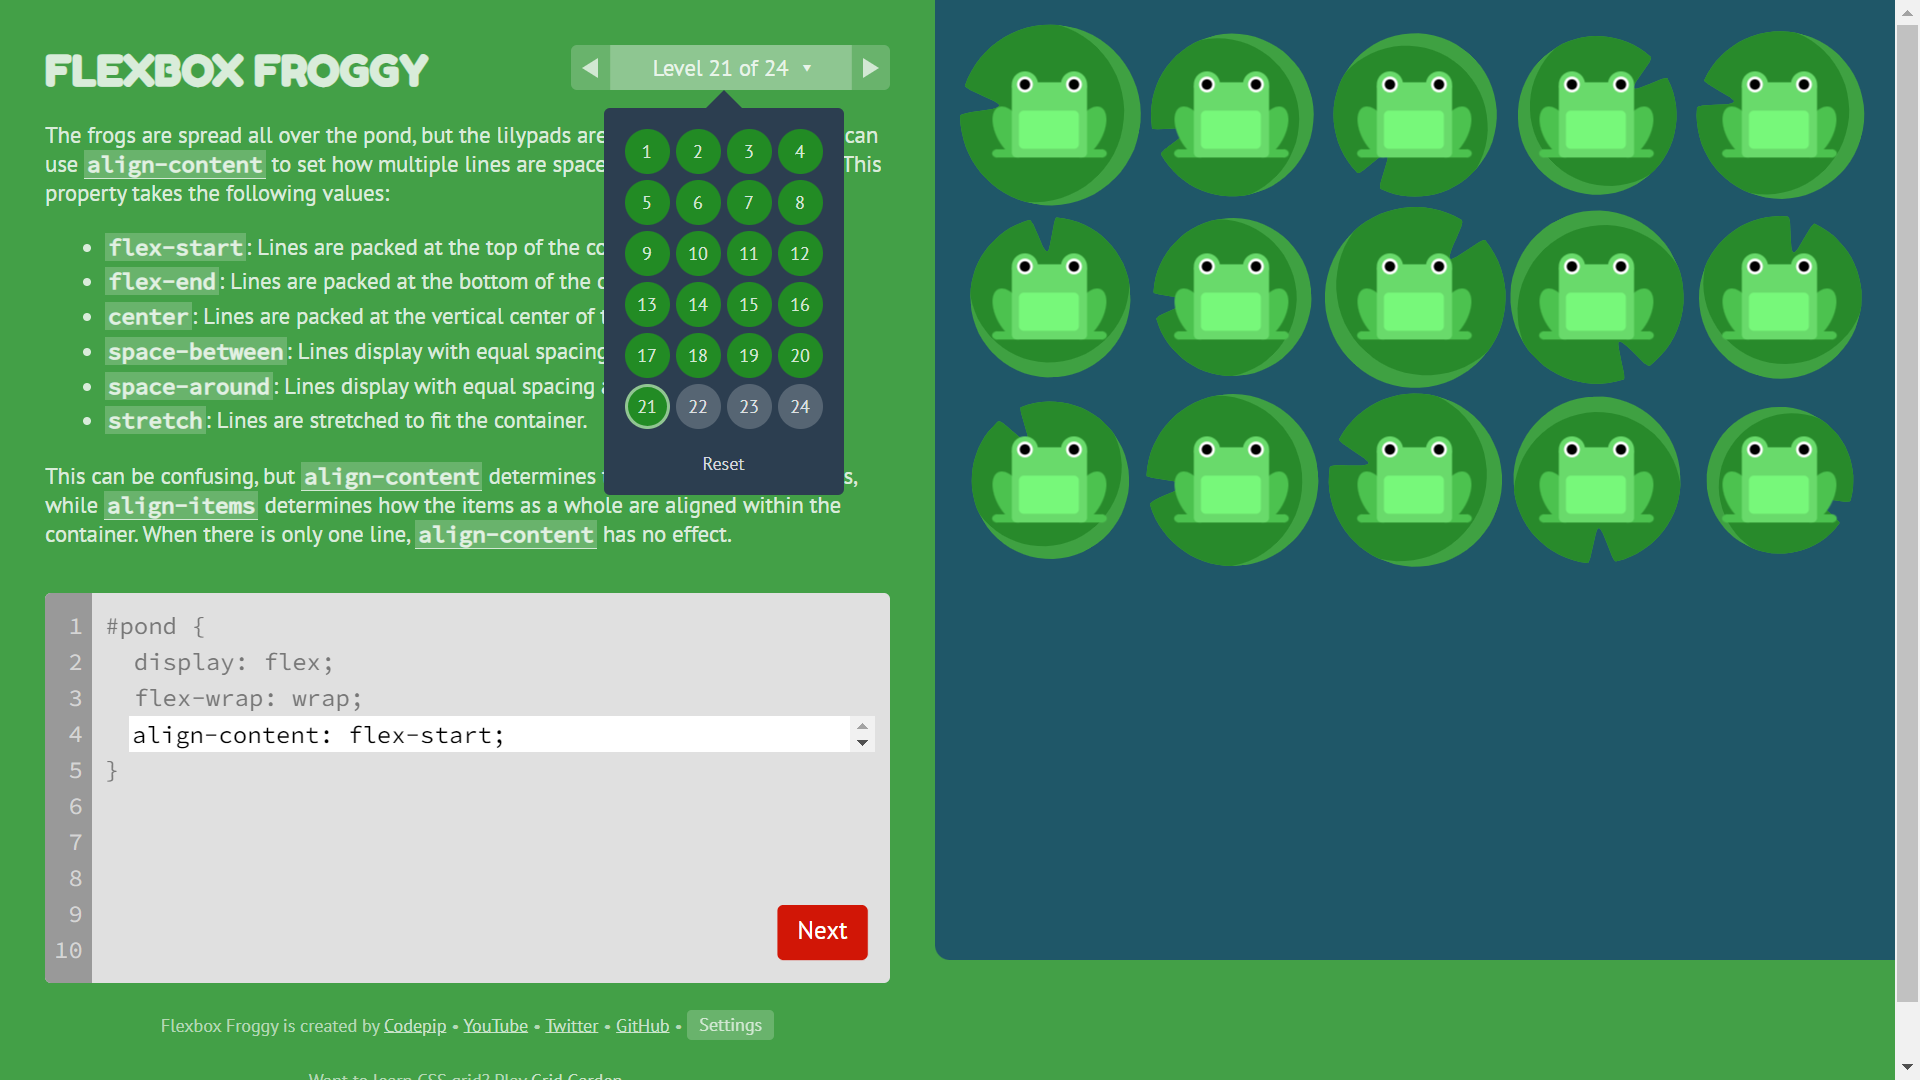 FLEXBOX FROGGY
Level 21 of 24 ▼
The frogs are spread all over the pond, but the lilypads are can
use align-content to set how multiple lines are space This
property takes the following values:
• flex-start: Lines are packed at the top of the co
• flex-end: Lines are packed at the bottom of the c
• center: Lines are packed at the vertical center of t
• space-between: Lines display with equal spacing
• space-around: Lines display with equal spacing a
• stretch: Lines are stretched to fit the container.
This can be confusing, but align-content determines s,
while align-items determines how the items as a whole are aligned within the
container. When there is only one line, align-content has no effect.
1 2 3 4
5 6 7 8
9 10 11 12
13 14 15 16
17 18 19 20
21 22 23 24
Reset
1 #pond {
2 display: flex;
3 flex-wrap: wrap;
4 align-content: flex-start;
5 }
6
7
8
9
10
Next
Flexbox Froggy is created by Codepip • YouTube • Twitter • GitHub • Settings
Want to learn CSS grid? Play Grid Garden